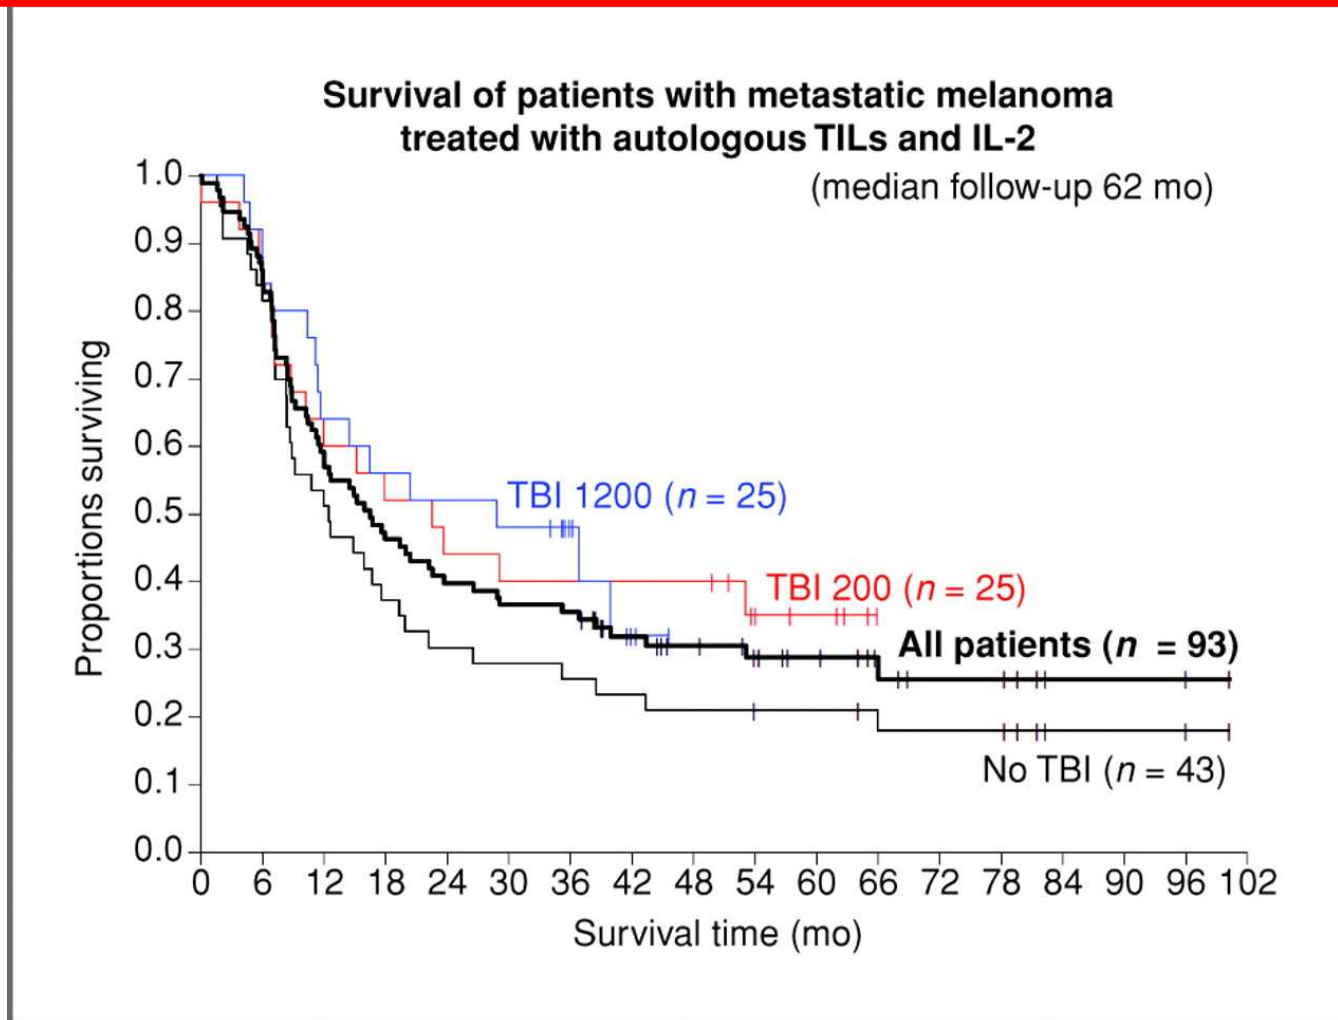 Survival of patients with metastatic melanoma
treated with autologous TILs and IL-2
(median follow-up 62 mo)
1.0
0.9
0.8
0.7
0.6
0.5
0.4
0.3
0.2
0.1
0.0
Proportions surviving
TBI 1200 (n = 25)
TBI 200 (n = 25)
All patients (n = 93)
No TBI (n = 43)
0 6 12 18 24 30 36 42 48 54 60 66 72 78 84 90 96 102
Survival time (mo)